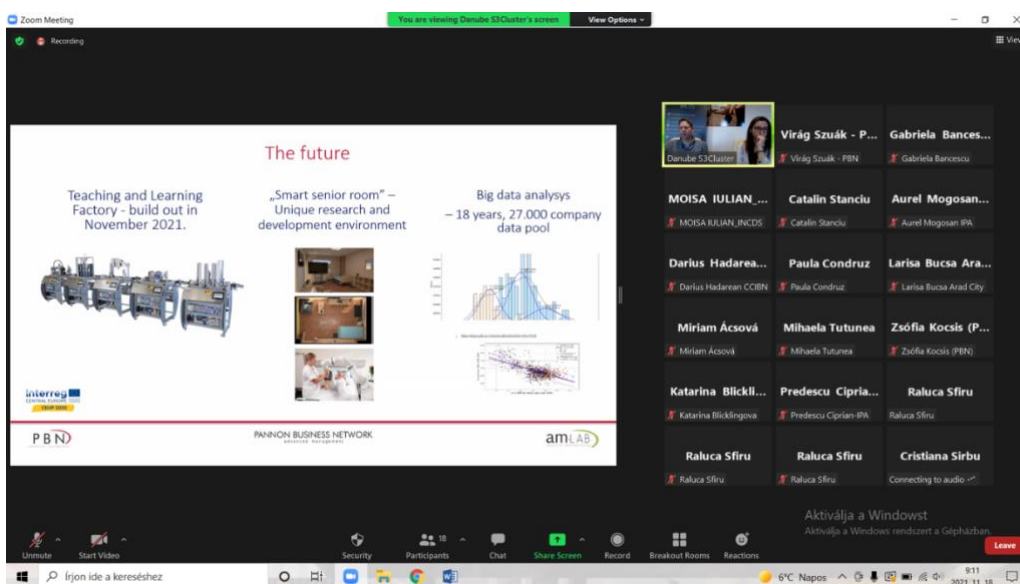 Zoom Meeting
You are viewing Danube S3Cluster's screen
View Options
Recording
View
The future
Teaching and Learning
Factory - build out in
November 2021.
„Smart senior room” –
Unique research and
development environment
Big data analysys
– 18 years, 27.000 company
data pool
Interreg
CENTRAL EUROPE
PBN
PANNON BUSINESS NETWORK
advanced management
amLAB
Danube S3Cluster
Virág Szuák - P...
Virág Szuák - PBN
Gabriela Bances...
Gabriela Bancescu
MOISA IULIAN_...
MOISA IULIAN_INCDS
Catalin Stanciu
Catalin Stanciu
Aurel Mogosan...
Aurel Mogosan IPA
Darius Hadarea...
Darius Hadarean CCIBN
Paula Condruz
Paula Condruz
Larisa Bucsa Ara...
Larisa Bucsa Arad City
Miriam Ácsová
Miriam Ácsová
Mihaela Tutunea
Mihaela Tutunea
Zsófia Kocsis (P...
Zsófia Kocsis (PBN)
Katarina Blickli...
Katarina Blicklingova
Predescu Cipria...
Predescu Ciprian-IPA
Raluca Sfiru
Raluca Sfiru
Raluca Sfiru
Raluca Sfiru
Raluca Sfiru
Raluca Sfiru
Cristiana Sirbu
Connecting to audio
Aktiválja a Windowst
Aktiválja a Windows rendszert a Gépházban.
Unmute
Start Video
Security
Participants
18
Chat
Share Screen
Record
Breakout Rooms
Reactions
Leave
Írjon ide a kereséshez
6°C Napos
9:11
2021. 11. 18.